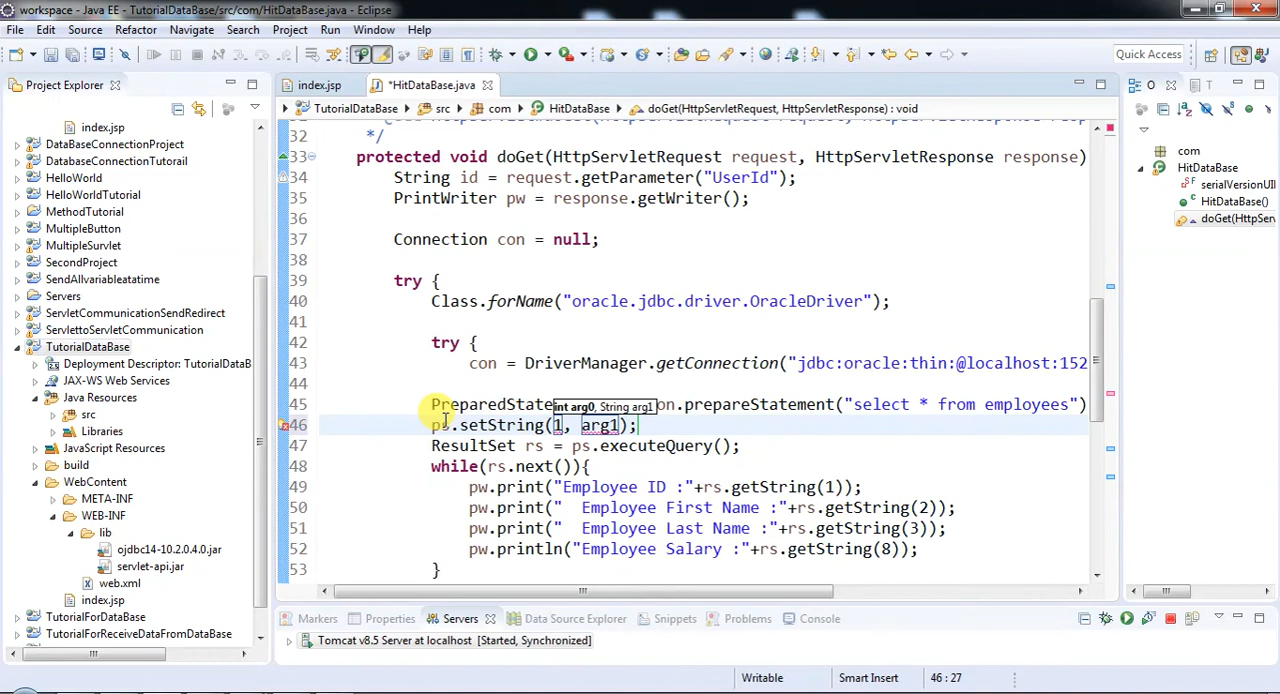 workspace - Java EE - TutorialDataBase/src/com/HitDataBase.java - Eclipse
File Edit Source Refactor Navigate Search Project Run Window Help
Quick Access
Project Explorer
index.jsp
*HitDataBase.java
O
T
TutorialDataBase
src
com
HitDataBase
doGet(HttpServletRequest, HttpServletResponse) : void
index.jsp
DataBaseConnectionProject
DatabaseConnectionTutorail
HelloWorld
HelloWorldTutorial
MethodTutorial
MultipleButton
MultipleSurvlet
SecondProject
SendAllvariableatatime
Servers
ServletCommunicationSendRedirect
ServlettoServletCommunication
TutorialDataBase
Deployment Descriptor: TutorialDataB
JAX-WS Web Services
Java Resources
src
Libraries
JavaScript Resources
build
WebContent
META-INF
WEB-INF
lib
ojdbc14-10.2.0.4.0.jar
servlet-api.jar
web.xml
index.jsp
TutorialForDataBase
TutorialForReceiveDataFromDataBase
32 */
33 protected void doGet(HttpServletRequest request, HttpServletResponse response)
34 String id = request.getParameter("UserId");
35 PrintWriter pw = response.getWriter();
36
37 Connection con = null;
38
39 try {
40 Class.forName("oracle.jdbc.driver.OracleDriver");
41
42 try {
43 con = DriverManager.getConnection("jdbc:oracle:thin:@localhost:152
44
45 PreparedState on.prepareStatement("select * from employees")
int arg0, String arg1
46 ps.setString(1, arg1);
47 ResultSet rs = ps.executeQuery();
48 while(rs.next()){
49 pw.print("Employee ID :"+rs.getString(1));
50 pw.print("  Employee First Name :"+rs.getString(2));
51 pw.print("  Employee Last Name :"+rs.getString(3));
52 pw.println("Employee Salary :"+rs.getString(8));
53 }
com
HitDataBase
serialVersionUI
HitDataBase()
doGet(HttpSer
Markers Properties Servers Data Source Explorer Snippets Problems Console
Tomcat v8.5 Server at localhost [Started, Synchronized]
Writable Smart Insert 46 : 27